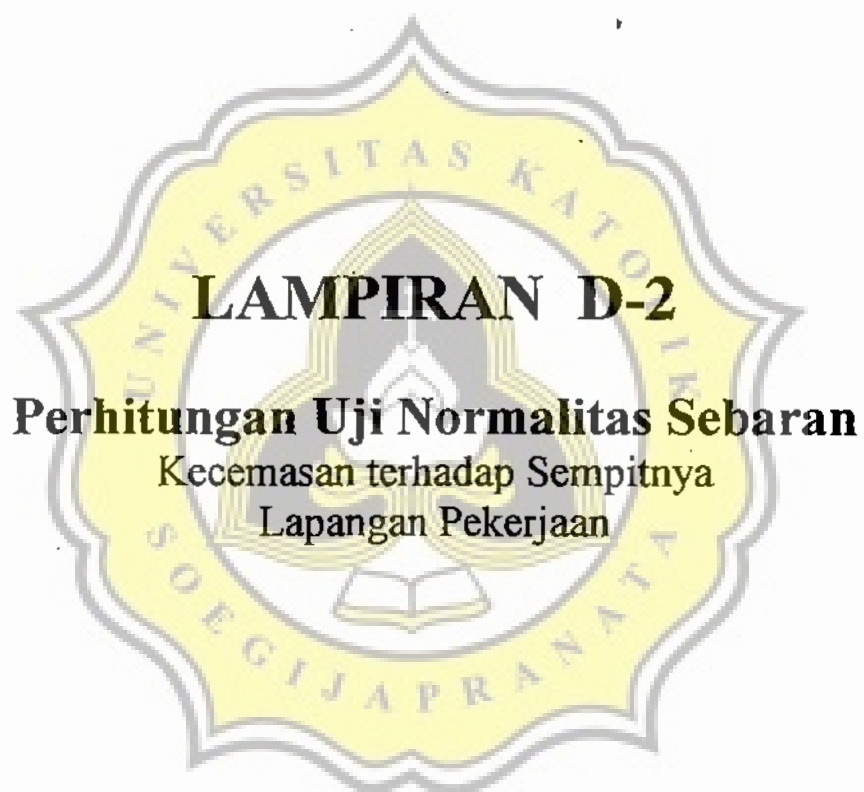 UNIVERSITAS KATOLIK
LAMPIRAN D-2
Perhitungan Uji Normalitas Sebaran
Kecemasan terhadap Sempitnya
Lapangan Pekerjaan
SOEGIJAPRANATA